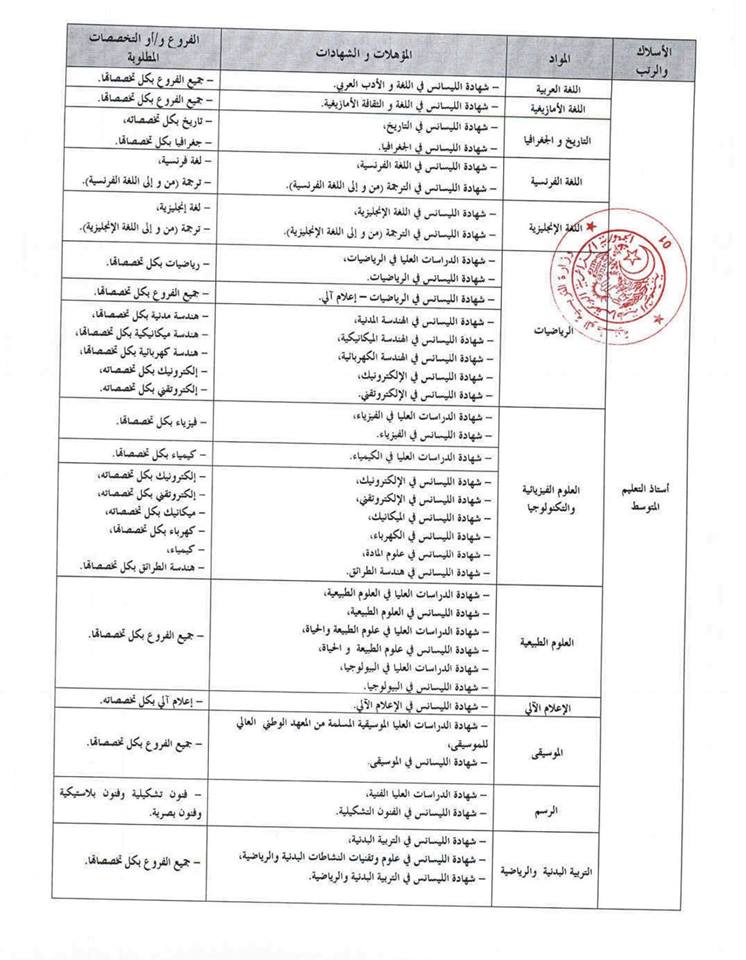 الأسلاك والرتب
المواد
المؤهلات و الشهادات
الفروع و/أو التخصصات المطلوبة
أستاذ التعليم المتوسط
اللغة العربية
– شهادة الليسانس في اللغة و الأدب العربي.
– جميع الفروع بكل تخصصاتها.
اللغة الأمازيغية
– شهادة الليسانس في اللغة و الثقافة الأمازيغية.
– جميع الفروع بكل تخصصاتها.
التاريخ و الجغرافيا
– شهادة الليسانس في التاريخ،
– شهادة الليسانس في الجغرافيا.
– تاريخ بكل تخصصاته،
– جغرافيا بكل تخصصاتها.
اللغة الفرنسية
– شهادة الليسانس في اللغة الفرنسية،
– شهادة الليسانس في الترجمة (من و إلى اللغة الفرنسية).
– لغة فرنسية،
– ترجمة (من و إلى اللغة الفرنسية).
اللغة الإنجليزية
– شهادة الليسانس في اللغة الإنجليزية،
– شهادة الليسانس في الترجمة (من و إلى اللغة الإنجليزية).
– لغة إنجليزية،
– ترجمة (من و إلى اللغة الإنجليزية).
الرياضيات
– شهادة الدراسات العليا في الرياضيات،
– شهادة الليسانس في الرياضيات.
– رياضيات بكل تخصصاتها.
– شهادة الليسانس في الرياضيات – إعلام آلي.
– جميع الفروع بكل تخصصاتها.
– شهادة الليسانس في الهندسة المدنية،
– شهادة الليسانس في الهندسة الميكانيكية،
– شهادة الليسانس في الهندسة الكهربائية،
– شهادة الليسانس في الإلكترونيك،
– شهادة الليسانس في الإلكتروتقني.
– هندسة مدنية بكل تخصصاتها،
– هندسة ميكانيكية بكل تخصصاتها،
– هندسة كهربائية بكل تخصصاتها،
– إلكترونيك بكل تخصصاته،
– إلكتروتقني بكل تخصصاته.
العلوم الفيزيائية والتكنولوجيا
– شهادة الدراسات العليا في الفيزياء،
– شهادة الليسانس في الفيزياء.
– فيزياء بكل تخصصاتها.
– شهادة الدراسات العليا في الكيمياء.
– كيمياء بكل تخصصاتها.
– شهادة الليسانس في الإلكترونيك،
– شهادة الليسانس في الإلكتروتقني،
– شهادة الليسانس في الميكانيك،
– شهادة الليسانس في الكهرباء،
– شهادة الليسانس في علوم المادة،
– شهادة الليسانس في هندسة الطرائق.
– إلكترونيك بكل تخصصاته،
– إلكتروتقني بكل تخصصاته،
– ميكانيك بكل تخصصاته،
– كهرباء بكل تخصصاتها،
– كيمياء،
– هندسة الطرائق بكل تخصصاتها.
العلوم الطبيعية
– شهادة الدراسات العليا في العلوم الطبيعية،
– شهادة الليسانس في العلوم الطبيعية،
– شهادة الدراسات العليا في علوم الطبيعة والحياة،
– شهادة الليسانس في علوم الطبيعة و الحياة،
– شهادة الدراسات العليا في البيولوجيا،
– شهادة الليسانس في البيولوجيا.
– جميع الفروع بكل تخصصاتها.
الإعلام الآلي
– شهادة الليسانس في الإعلام الآلي.
– إعلام آلي بكل تخصصاته.
الموسيقى
– شهادة الدراسات العليا الموسيقية المسلمة من المعهد الوطني العالي
للموسيقى،
– شهادة الليسانس في الموسيقى.
– جميع الفروع بكل تخصصاتها.
الرسم
– شهادة الدراسات العليا الفنية،
– شهادة الليسانس في الفنون التشكيلية.
– فنون تشكيلية وفنون بلاستيكية
وفنون بصرية.
التربية البدنية والرياضية
– شهادة الليسانس في التربية البدنية،
– شهادة الليسانس في علوم وتقنيات النشاطات البدنية والرياضية،
– شهادة الليسانس في التربية البدنية والرياضية.
– جميع الفروع بكل تخصصاتها.